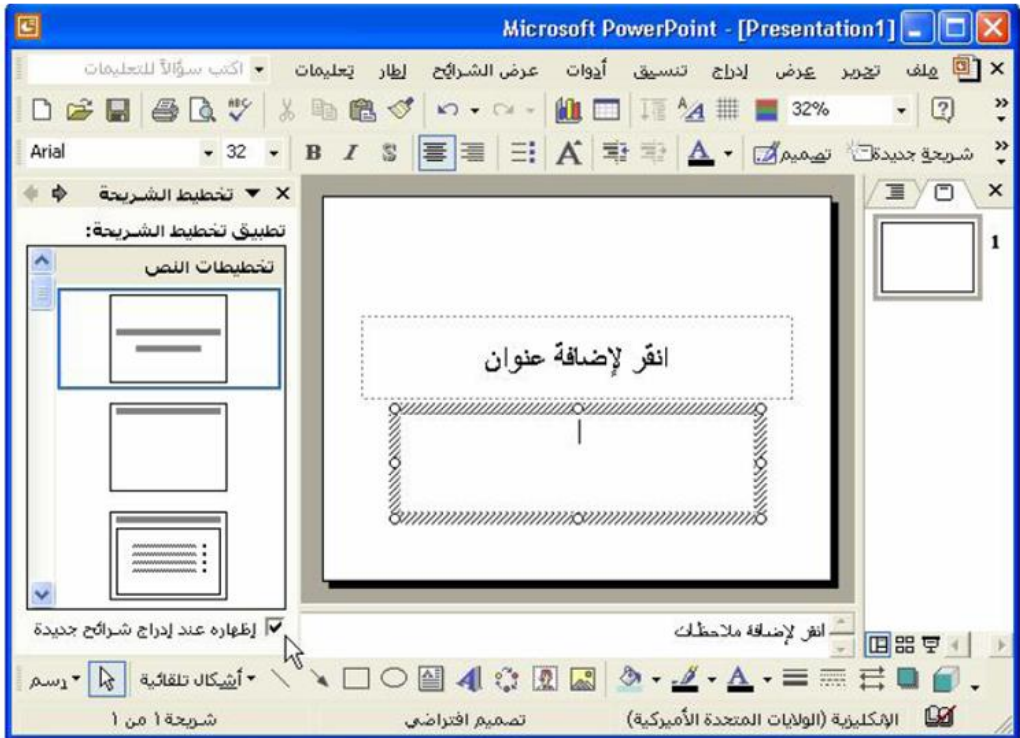 Microsoft PowerPoint - [Presentation1]
ملف تحرير عرض إدراج تنسيق أدوات عرض الشرائح إطار تعليمات اكتب سؤالاً للتعليمات
32%
Arial 32 B I S تصميم شريحة جديدة
تخطيط الشريحة
تطبيق تخطيط الشريحة:
تخطيطات النص
1
انقر لإضافة عنوان
إظهاره عند إدراج شرائح جديدة
انقر لإضافة ملاحظات
رسم أشكال تلقائية
شريحة ١ من ١ تصميم افتراضي الإنكليزية (الولايات المتحدة الأميركية)